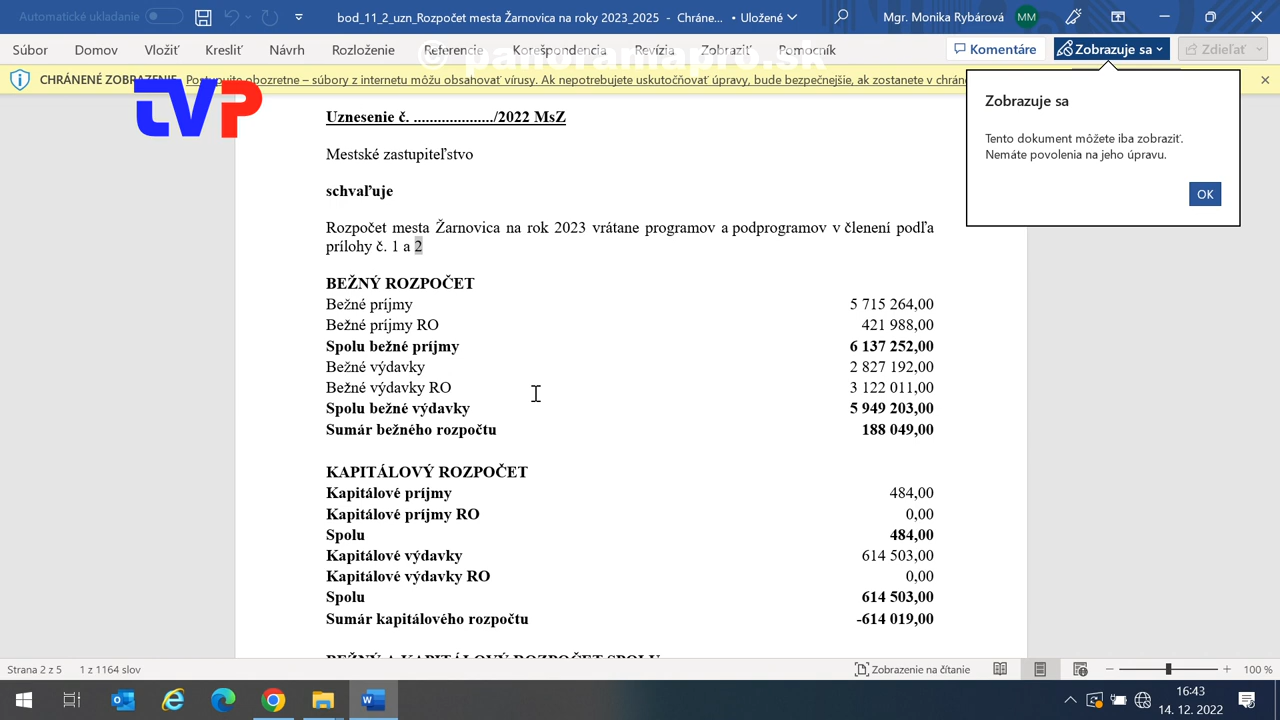 Automatické ukladanie
bod_11_2_uzn_Rozpočet mesta Žarnovica na roky 2023_2025 - Chráne... • Uložené
Mgr. Monika Rybárová MM
Súbor Domov Vložiť Kresliť Návrh Rozloženie Referencie Korešpondencia Revízia Zobraziť Pomocník
Komentáre Zobrazuje sa Zdieľať
CHRÁNENÉ ZOBRAZENIE Postupujte obozretne – súbory z internetu môžu obsahovať vírusy. Ak nepotrebujete uskutočňovať úpravy, bude bezpečnejšie, ak zostanete v chrán
TVP
Zobrazuje sa
Tento dokument môžete iba zobraziť.
Nemáte povolenia na jeho úpravu.
OK
Uznesenie č. ..................../2022 MsZ
Mestské zastupiteľstvo
schvaľuje
Rozpočet mesta Žarnovica na rok 2023 vrátane programov a podprogramov v členení podľa
prílohy č. 1 a 2
BEŽNÝ ROZPOČET
Bežné príjmy 5 715 264,00
Bežné príjmy RO 421 988,00
Spolu bežné príjmy 6 137 252,00
Bežné výdavky 2 827 192,00
Bežné výdavky RO 3 122 011,00
Spolu bežné výdavky 5 949 203,00
Sumár bežného rozpočtu 188 049,00
KAPITÁLOVÝ ROZPOČET
Kapitálové príjmy 484,00
Kapitálové príjmy RO 0,00
Spolu 484,00
Kapitálové výdavky 614 503,00
Kapitálové výdavky RO 0,00
Spolu 614 503,00
Sumár kapitálového rozpočtu -614 019,00
BEŽNÝ A KAPITÁLOVÝ ROZPOČET SPOLU
Strana 2 z 5 1 z 1164 slov Zobrazenie na čítanie 100 %
16:43
14. 12. 2022